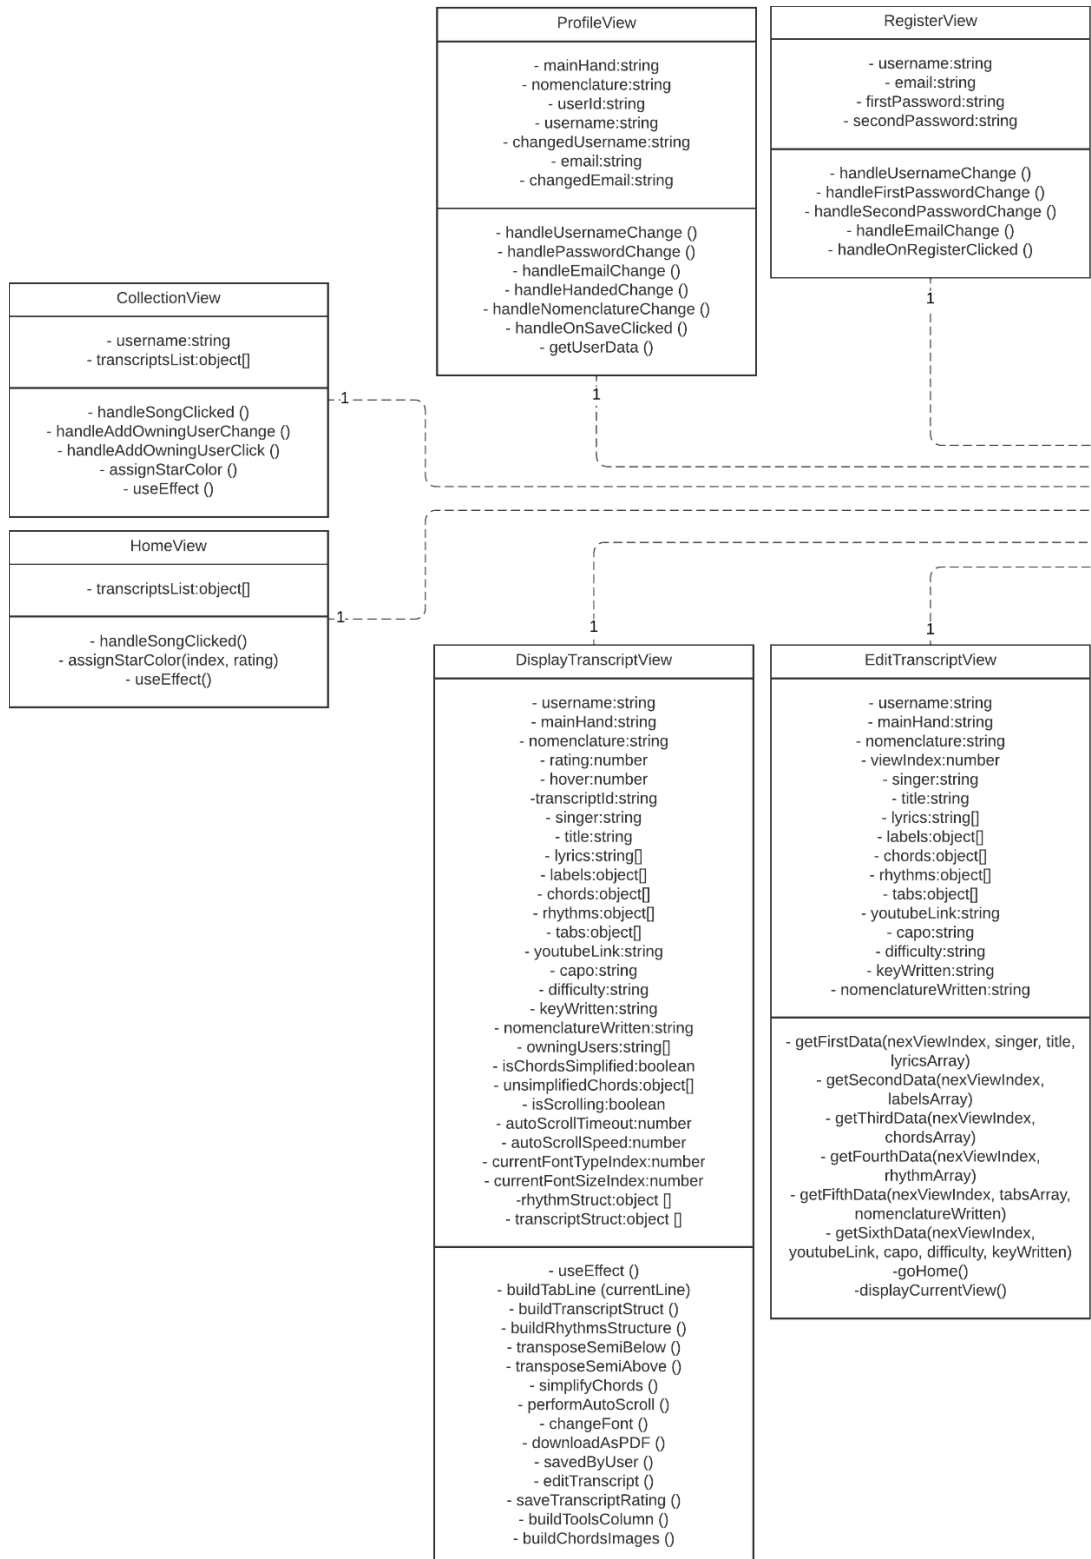 ProfileView
- mainHand:string
- nomenclature:string
- userId:string
- username:string
- changedUsername:string
- email:string
- changedEmail:string
- handleUsernameChange ()
- handlePasswordChange ()
- handleEmailChange ()
- handleHandedChange ()
- handleNomenclatureChange ()
- handleOnSaveClicked ()
- getUserData ()
1
RegisterView
- username:string
- email:string
- firstPassword:string
- secondPassword:string
- handleUsernameChange ()
- handleFirstPasswordChange ()
- handleSecondPasswordChange ()
- handleEmailChange ()
- handleOnRegisterClicked ()
1
CollectionView
- username:string
- transcriptsList:object[]
- handleSongClicked ()
- handleAddOwningUserChange ()
- handleAddOwningUserClick ()
- assignStarColor ()
- useEffect ()
1
HomeView
- transcriptsList:object[]
- handleSongClicked()
- assignStarColor(index, rating)
- useEffect()
1
1
DisplayTranscriptView
- username:string
- mainHand:string
- nomenclature:string
- rating:number
- hover:number
-transcriptId:string
- singer:string
- title:string
- lyrics:string[]
- labels:object[]
- chords:object[]
- rhythms:object[]
- tabs:object[]
- youtubeLink:string
- capo:string
- difficulty:string
- keyWritten:string
- nomenclatureWritten:string
- owningUsers:string[]
- isChordsSimplified:boolean
- unsimplifiedChords:object[]
- isScrolling:boolean
- autoScrollTimeout:number
- autoScrollSpeed:number
- currentFontTypeIndex:number
- currentFontSizeIndex:number
-rhythmStruct:object []
- transcriptStruct:object []
- useEffect ()
- buildTabLine (currentLine)
- buildTranscriptStruct ()
- buildRhythmsStructure ()
- transposeSemiBelow ()
- transposeSemiAbove ()
- simplifyChords ()
- performAutoScroll ()
- changeFont ()
- downloadAsPDF ()
- savedByUser ()
- editTranscript ()
- saveTranscriptRating ()
- buildToolsColumn ()
- buildChordsImages ()
1
EditTranscriptView
- username:string
- mainHand:string
- nomenclature:string
- viewIndex:number
- singer:string
- title:string
- lyrics:string[]
- labels:object[]
- chords:object[]
- rhythms:object[]
- tabs:object[]
- youtubeLink:string
- capo:string
- difficulty:string
- keyWritten:string
- nomenclatureWritten:string
- getFirstData(nexViewIndex, singer, title,
lyricsArray)
- getSecondData(nexViewIndex,
labelsArray)
- getThirdData(nexViewIndex,
chordsArray)
- getFourthData(nexViewIndex,
rhythmArray)
- getFifthData(nexViewIndex, tabsArray,
nomenclatureWritten)
- getSixthData(nexViewIndex,
youtubeLink, capo, difficulty, keyWritten)
-goHome()
-displayCurrentView()